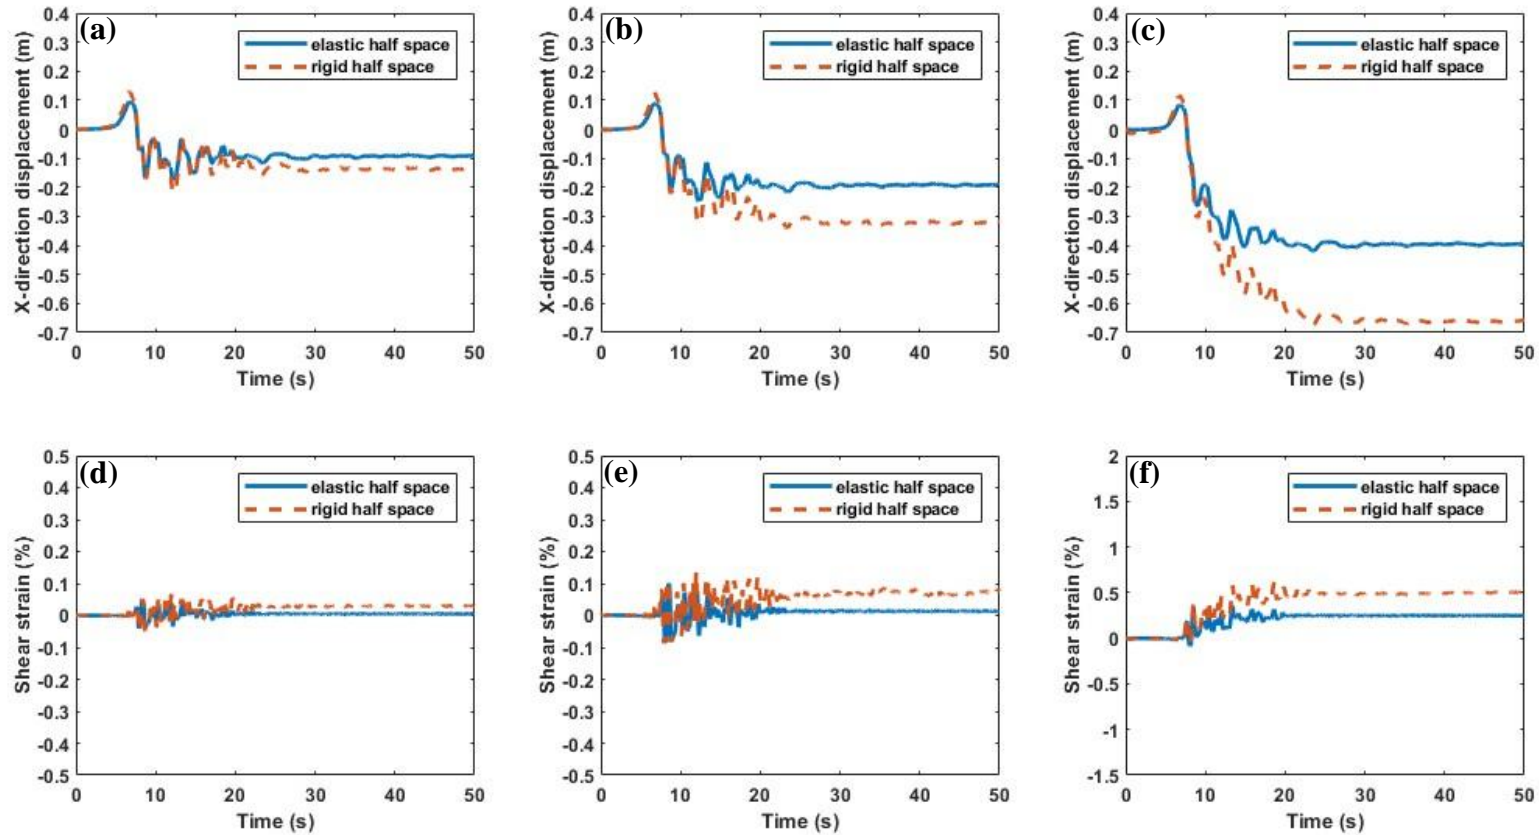 (a)
elastic half space
rigid half space
X-direction displacement (m)
0.4
0.3
0.2
0.1
0
-0.1
-0.2
-0.3
-0.4
-0.5
-0.6
-0.7
0 10 20 30 40 50
Time (s)
(b)
elastic half space
rigid half space
X-direction displacement (m)
0.4
0.3
0.2
0.1
0
-0.1
-0.2
-0.3
-0.4
-0.5
-0.6
-0.7
0 10 20 30 40 50
Time (s)
(c)
elastic half space
rigid half space
X-direction displacement (m)
0.4
0.3
0.2
0.1
0
-0.1
-0.2
-0.3
-0.4
-0.5
-0.6
-0.7
0 10 20 30 40 50
Time (s)
(d)
elastic half space
rigid half space
Shear strain (%)
0.5
0.4
0.3
0.2
0.1
0
-0.1
-0.2
-0.3
-0.4
-0.5
0 10 20 30 40 50
Time (s)
(e)
elastic half space
rigid half space
Shear strain (%)
0.5
0.4
0.3
0.2
0.1
0
-0.1
-0.2
-0.3
-0.4
-0.5
0 10 20 30 40 50
Time (s)
(f)
elastic half space
rigid half space
Shear strain (%)
2
1.5
1
0.5
0
-0.5
-1
-1.5
0 10 20 30 40 50
Time (s)